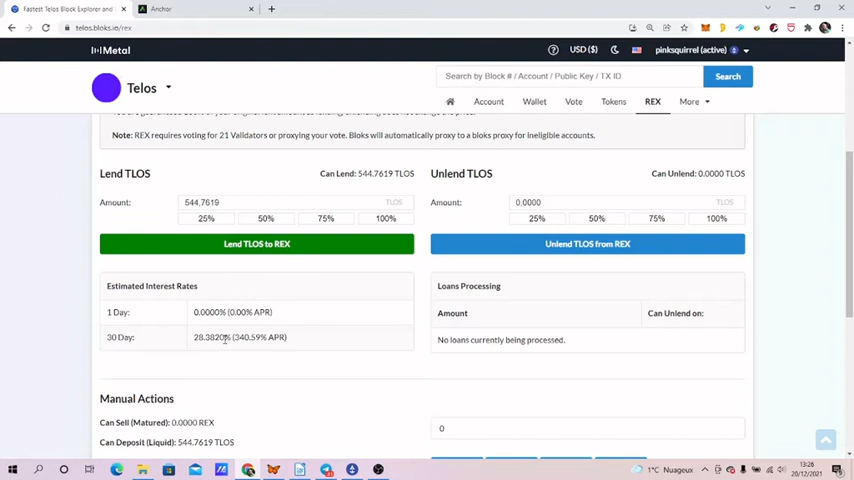 Fastest Telos Block Explorer and
Anchor
telos.bloks.io/rex
Metal
USD ($)
pinksquirrel (active)
Telos
Search by Block # / Account / Public Key / TX ID
Search
Account
Wallet
Vote
Tokens
REX
More
Note: REX requires voting for 21 Validators or proxying your vote. Bloks will automatically proxy to a bloks proxy for ineligible accounts.
Lend TLOS
Can Lend: 544.7619 TLOS
Unlend TLOS
Can Unlend: 0.0000 TLOS
Amount:
544,7619
TLOS
Amount:
0,0000
TLOS
25%
50%
75%
100%
25%
50%
75%
100%
Lend TLOS to REX
Unlend TLOS from REX
Estimated Interest Rates
Loans Processing
1 Day:
0.0000% (0.00% APR)
Amount
Can Unlend on:
30 Day:
28.3820% (340.59% APR)
No loans currently being processed.
Manual Actions
Can Sell (Matured): 0.0000 REX
0
Can Deposit (Liquid): 544.7619 TLOS
1°C Nuageux
13:26
20/12/2021